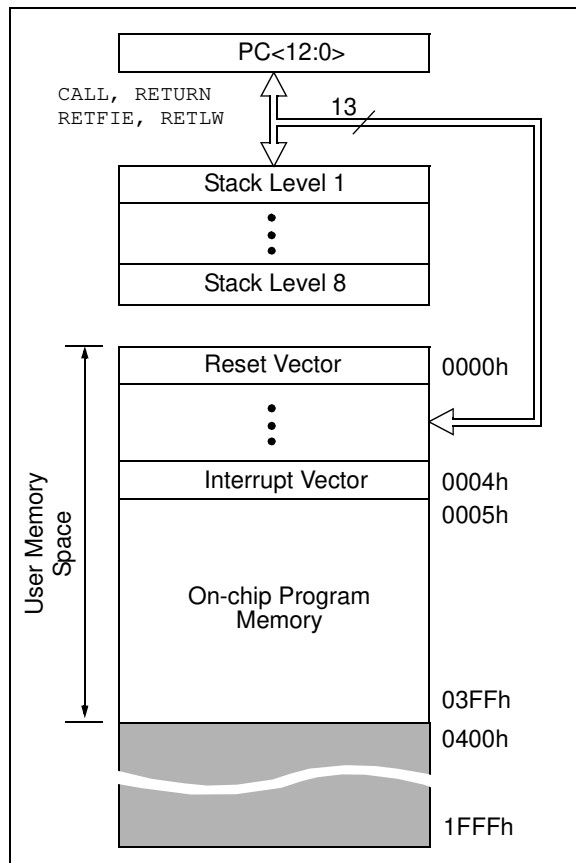 PC<12:0>
CALL, RETURN
RETFIE, RETLW
13
Stack Level 1
Stack Level 8
Reset Vector
0000h
Interrupt Vector
0004h
0005h
User Memory
Space
On-chip Program
Memory
03FFh
0400h
1FFFh